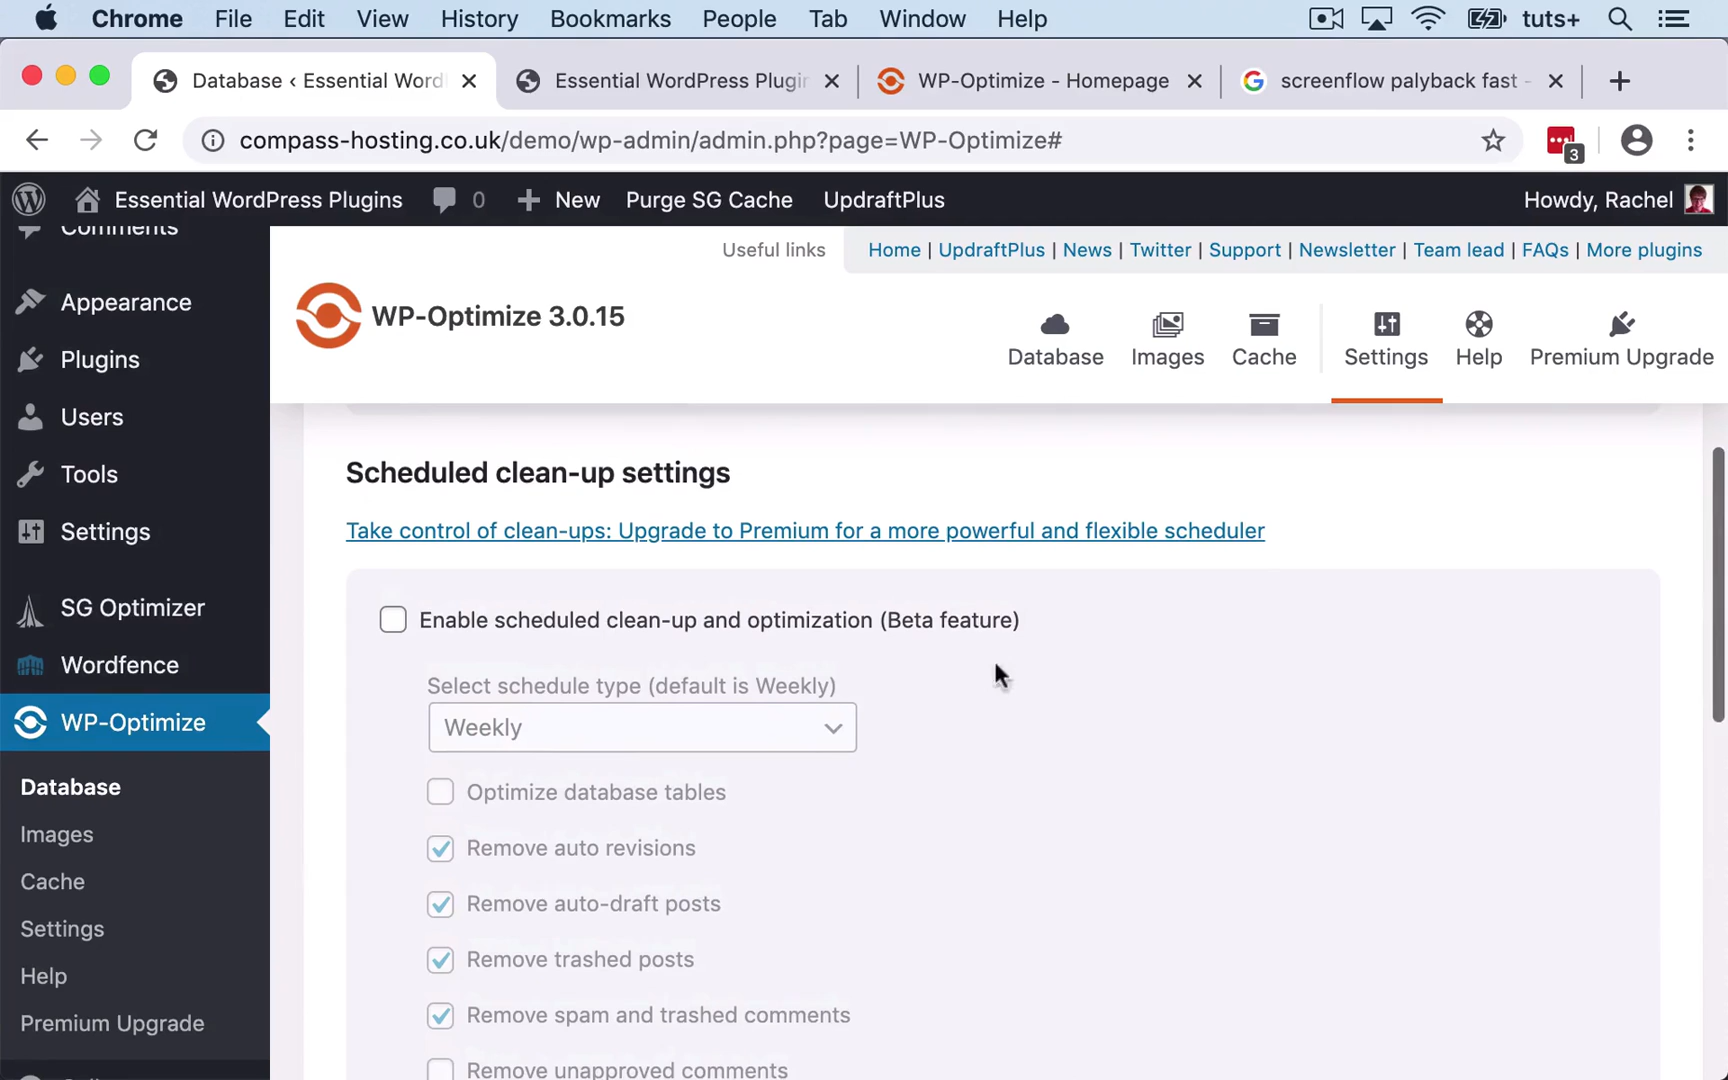 Chrome File Edit View History Bookmarks People Tab Window Help tuts+
Database ‹ Essential Word
Essential WordPress Plugin
WP-Optimize - Homepage
screenflow palyback fast -
compass-hosting.co.uk/demo/wp-admin/admin.php?page=WP-Optimize#
3
Essential WordPress Plugins 0 New Purge SG Cache UpdraftPlus Howdy, Rachel
Comments
Appearance
Plugins
Users
Tools
Settings
SG Optimizer
Wordfence
WP-Optimize
Database
Images
Cache
Settings
Help
Premium Upgrade
Useful links
Home | UpdraftPlus | News | Twitter | Support | Newsletter | Team lead | FAQs | More plugins
WP-Optimize 3.0.15
Database Images Cache Settings Help Premium Upgrade
Scheduled clean-up settings
Take control of clean-ups: Upgrade to Premium for a more powerful and flexible scheduler
Enable scheduled clean-up and optimization (Beta feature)
Select schedule type (default is Weekly)
Weekly
Optimize database tables
Remove auto revisions
Remove auto-draft posts
Remove trashed posts
Remove spam and trashed comments
Remove unapproved comments